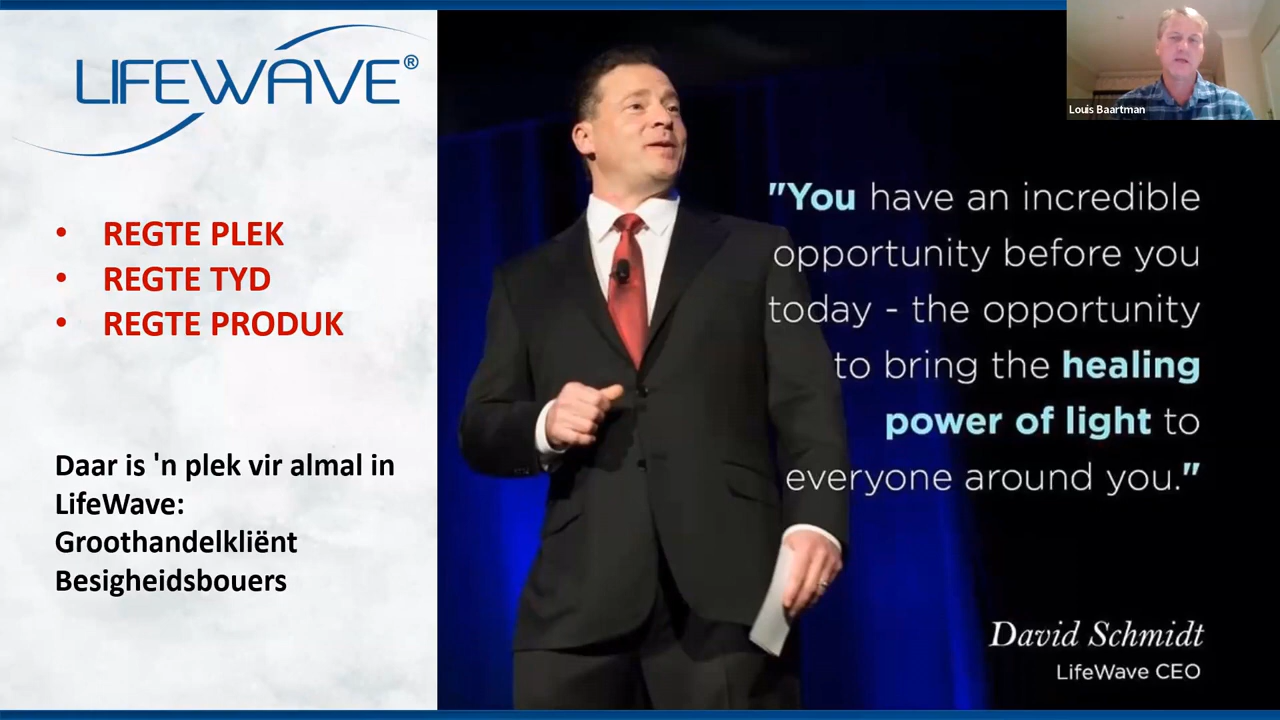 LIFEWAVE®
• REGTE PLEK
• REGTE TYD
• REGTE PRODUK
Daar is 'n plek vir almal in
LifeWave:
Groothandelkliënt
Besigheidsbouers
"You have an incredible
opportunity before you
today - the opportunity
to bring the healing
power of light to
everyone around you."
David Schmidt
LifeWave CEO
Louis Baartman